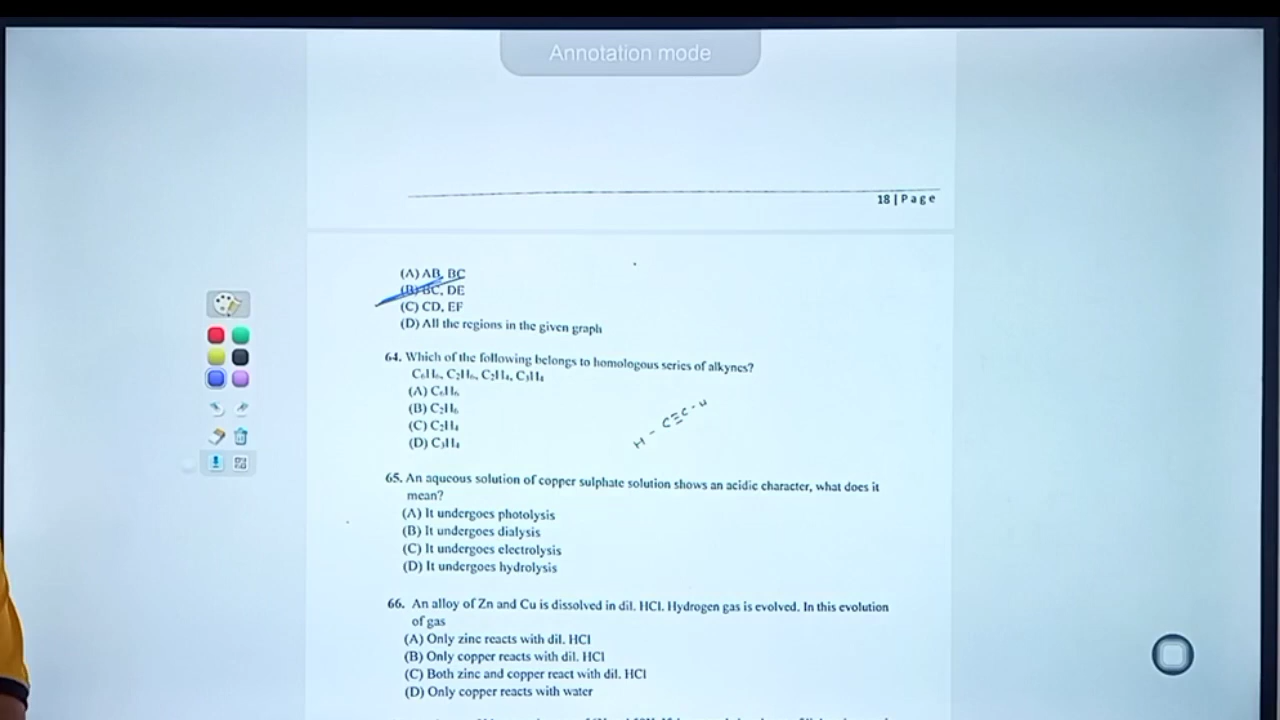 Annotation mode
18 | P a g e
(A) AB, BC
(B) BC, DE
(C) CD, EF
(D) All the regions in the given graph
64. Which of the following belongs to homologous series of alkynes?
C₆H₆, C₂H₆, C₂H₄, C₃H₄
(A) C₆H₆
(B) C₂H₆
(C) C₂H₄
(D) C₃H₄
H - C≡C - H
65. An aqueous solution of copper sulphate solution shows an acidic character, what does it
mean?
(A) It undergoes photolysis
(B) It undergoes dialysis
(C) It undergoes electrolysis
(D) It undergoes hydrolysis
66. An alloy of Zn and Cu is dissolved in dil. HCl. Hydrogen gas is evolved. In this evolution
of gas
(A) Only zinc reacts with dil. HCl
(B) Only copper reacts with dil. HCl
(C) Both zinc and copper react with dil. HCl
(D) Only copper reacts with water